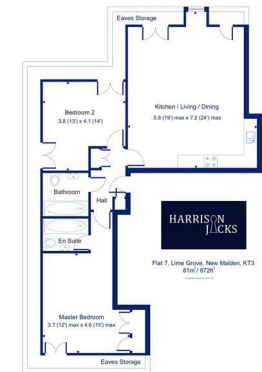 Eaves Storage
Bedroom 2
3.8 (13') x 4.1 (14')
Kitchen / Living / Dining
5.8 (19') max x 7.2 (24') max
Bathroom
Hall
En Suite
HARRISON
JACKS
Flat 7, Lime Grove, New Malden, KT3
81m² / 872ft²
Master Bedroom
3.7 (12') max x 4.6 (15') max
Eaves Storage